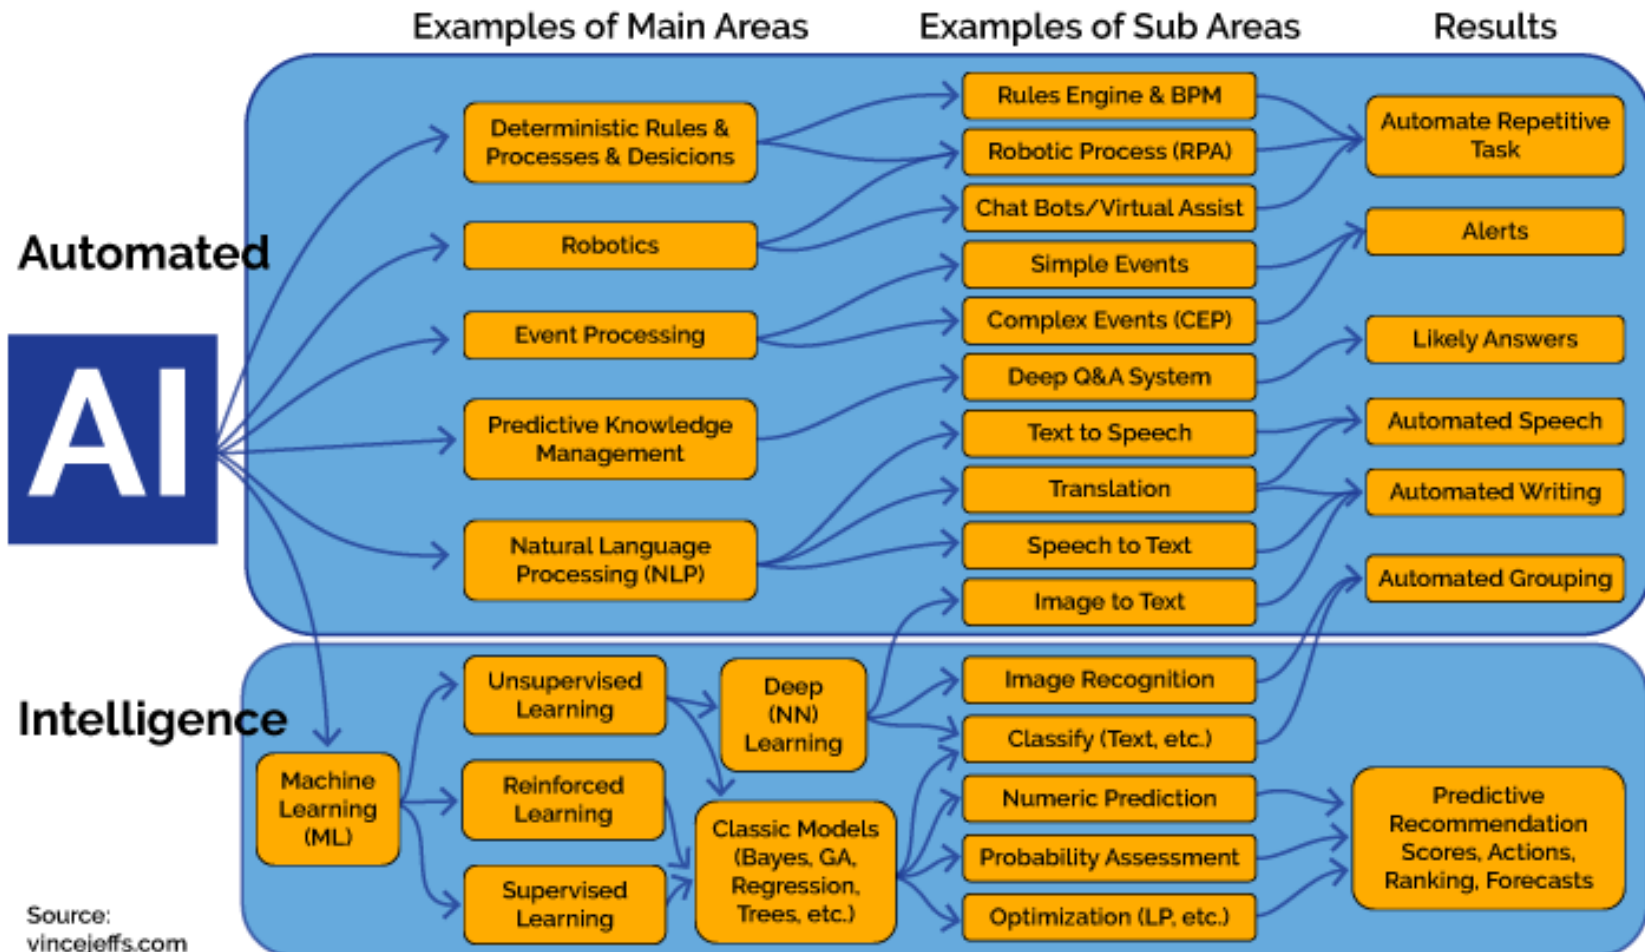 Examples of Main Areas
Examples of Sub Areas
Results
Automated
AI
Deterministic Rules &
Processes & Desicions
Robotics
Event Processing
Predictive Knowledge
Management
Natural Language
Processing (NLP)
Rules Engine & BPM
Robotic Process (RPA)
Chat Bots/Virtual Assist
Simple Events
Complex Events (CEP)
Deep Q&A System
Text to Speech
Translation
Speech to Text
Image to Text
Automate Repetitive
Task
Alerts
Likely Answers
Automated Speech
Automated Writing
Automated Grouping
Intelligence
Machine
Learning
(ML)
Unsupervised
Learning
Reinforced
Learning
Supervised
Learning
Deep
(NN)
Learning
Classic Models
(Bayes, GA,
Regression,
Trees, etc.)
Image Recognition
Classify (Text, etc.)
Numeric Prediction
Probability Assessment
Optimization (LP, etc.)
Predictive
Recommendation
Scores, Actions,
Ranking, Forecasts
Source:
vincejeffs.com